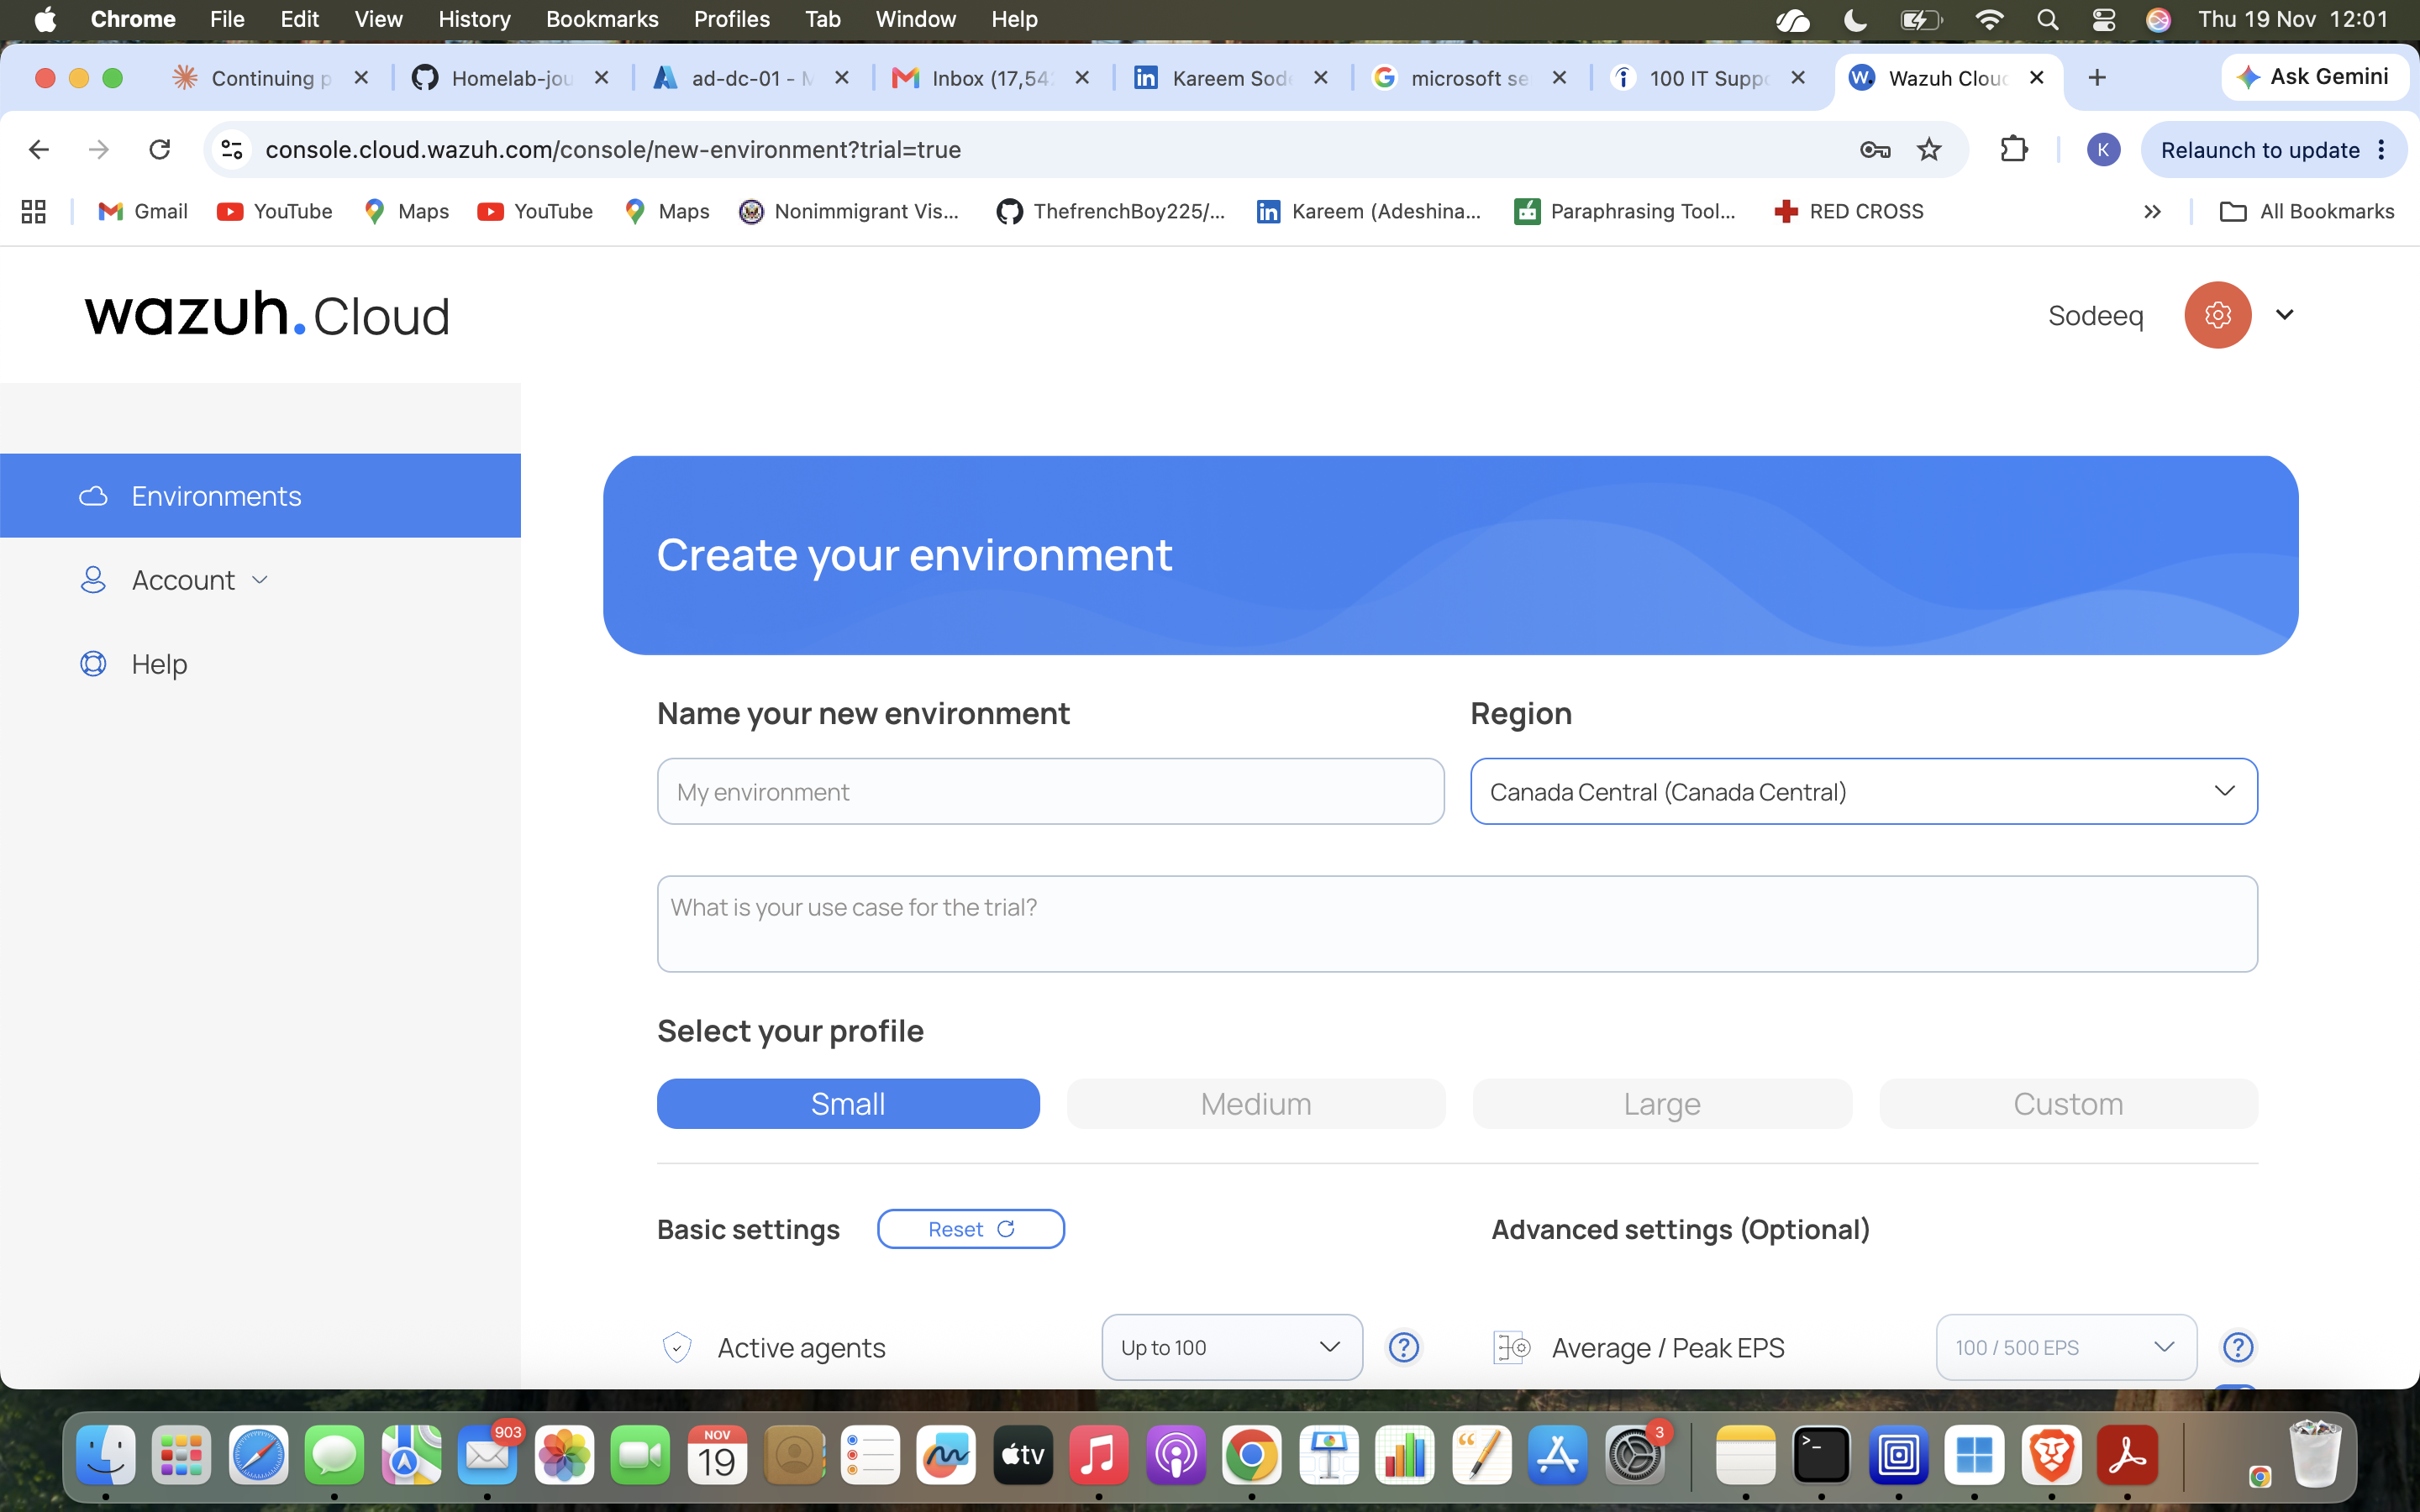 Chrome File Edit View History Bookmarks Profiles Tab Window Help Thu 19 Nov 12:01
Continuing p Homelab-jou ad-dc-01 - M Inbox (17,54 Kareem Sod microsoft se 100 IT Supp Wazuh Clou Ask Gemini
console.cloud.wazuh.com/console/new-environment?trial=true K Relaunch to update
Gmail YouTube Maps YouTube Maps Nonimmigrant Vis... ThefrenchBoy225/... Kareem (Adeshina... Paraphrasing Tool... RED CROSS All Bookmarks
wazuh.Cloud Sodeeq
Environments
Account
Help
Create your environment
Name your new environment Region
My environment Canada Central (Canada Central)
What is your use case for the trial?
Select your profile
Small Medium Large Custom
Basic settings Reset Advanced settings (Optional)
Active agents Up to 100 Average / Peak EPS 100 / 500 EPS
903 NOV 19 tv 3